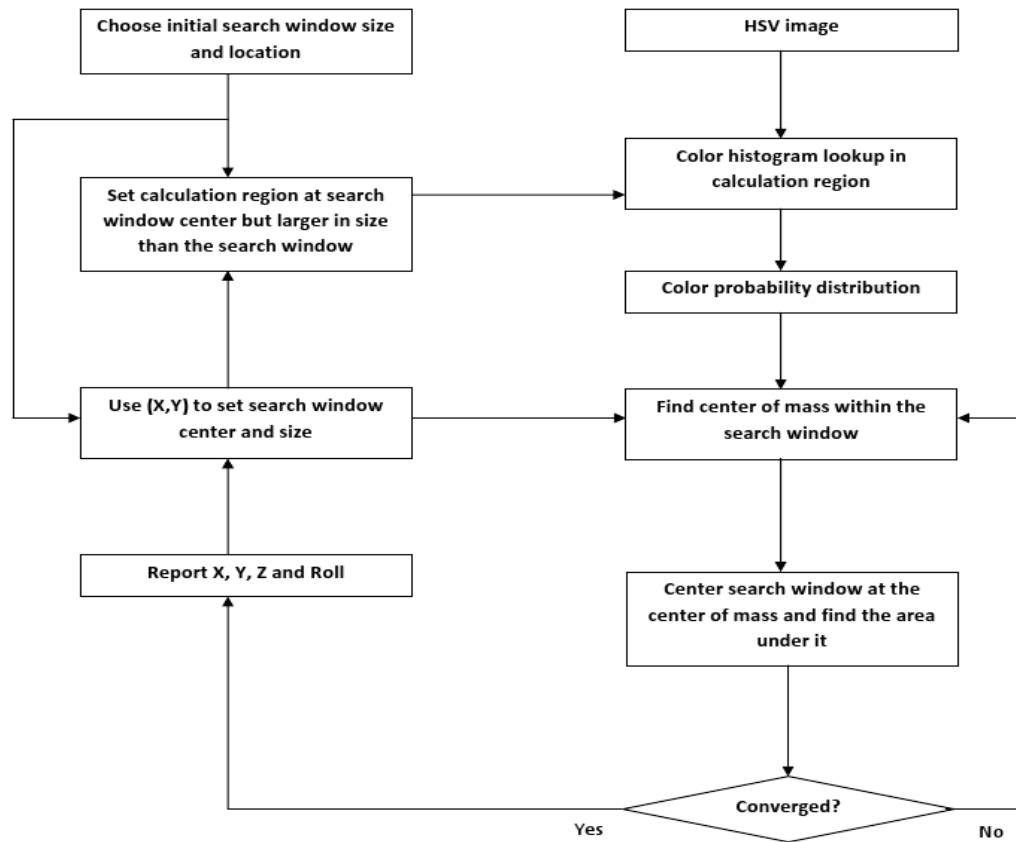 Choose initial search window size
and location
HSV image
Color histogram lookup in
calculation region
Set calculation region at search
window center but larger in size
than the search window
Color probability distribution
Use (X,Y) to set search window
center and size
Find center of mass within the
search window
Report X, Y, Z and Roll
Center search window at the
center of mass and find the area
under it
Converged?
Yes
No